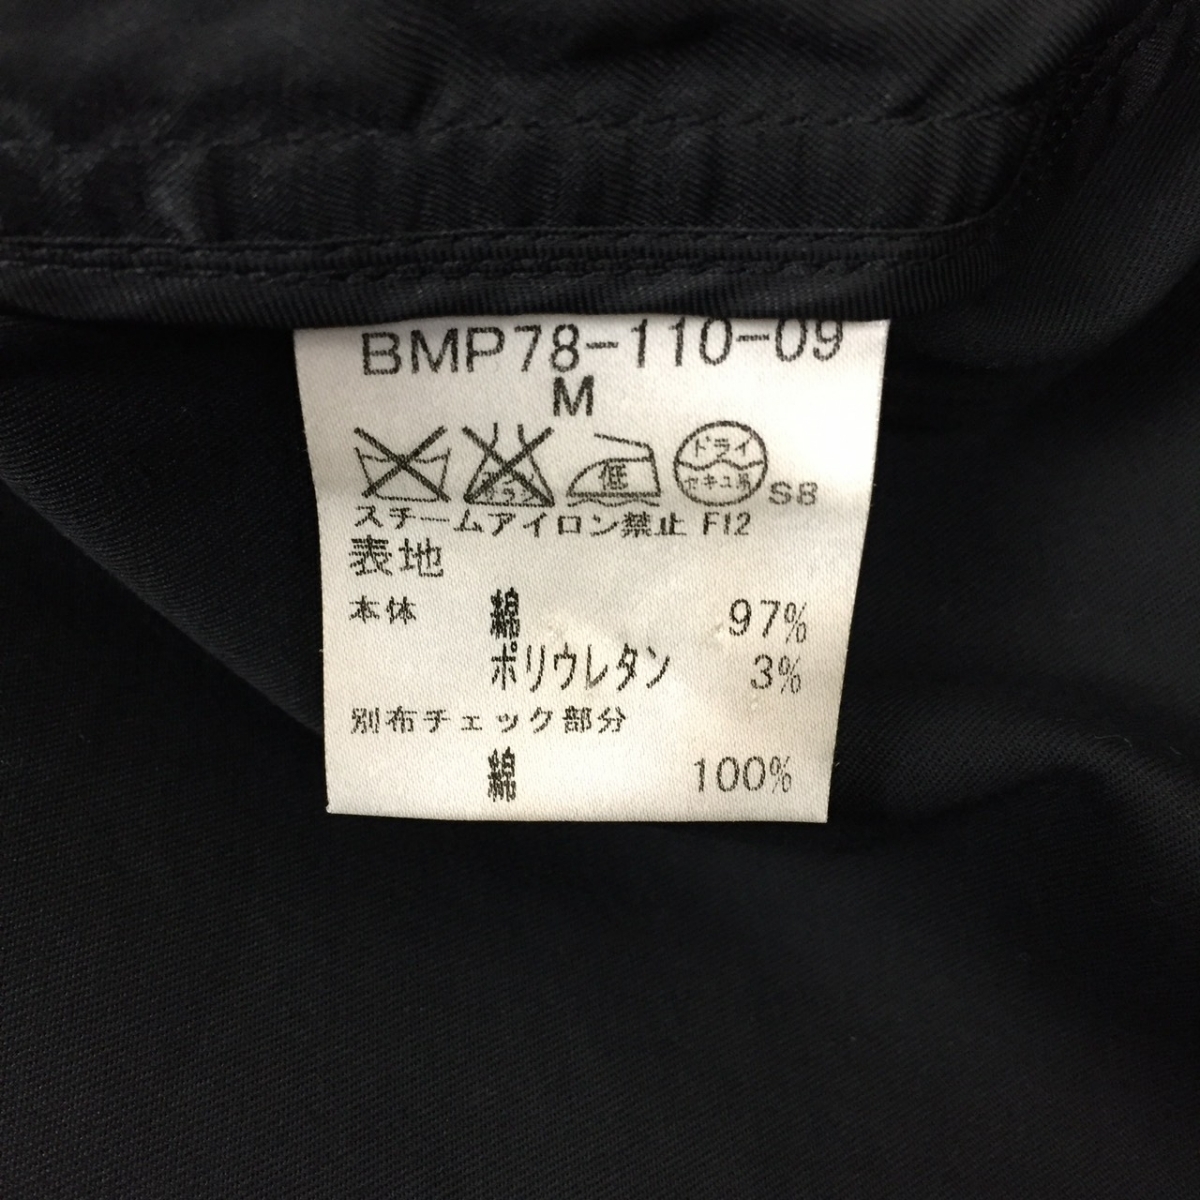 BMP78-110-09
M
低
ドライ
セキユ系
S8
スチームアイロン禁止 F12
表地
本体 綿 97%
ポリウレタン 3%
別布チェック部分
綿 100%